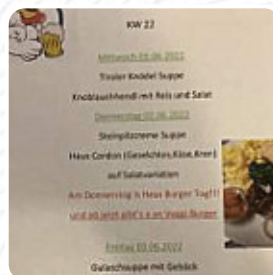 KW 22
Mittwoch 01.06.2022
Tiroler Knödel Suppe
Knoblauchhendl mit Reis und Salat
Donnerstag 02.06.2022
Steinpilzcreme Suppe
Haus Cordon (Geselchtes,Käse,Kren)
auf Salatvariation
Am Donnerstag is Haus Burger Tag!!!
und ab jetzt gibt's a an Veggi Burger
Freitag 03.06.2022
Gulaschsuppe mit Gebäck